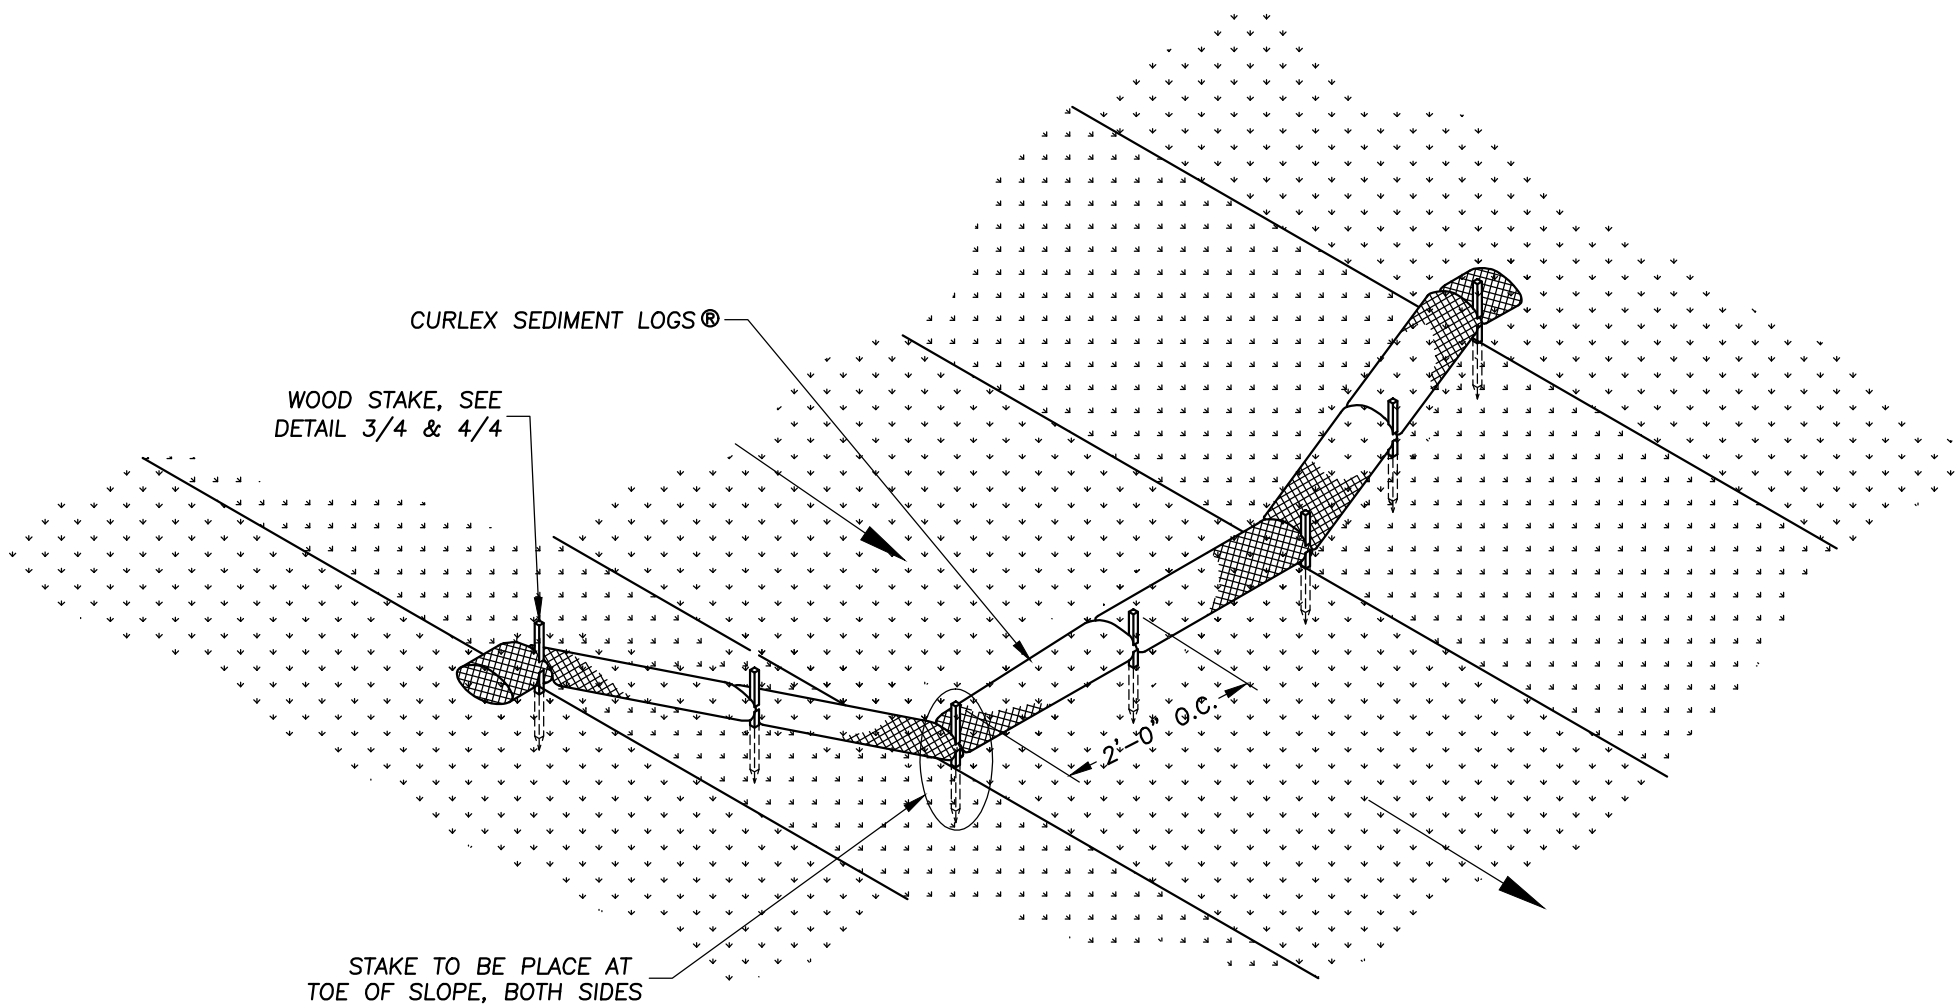 CURLEX SEDIMENT LOGS®
WOOD STAKE, SEE
DETAIL 3/4 & 4/4
2'-0" O.C.
STAKE TO BE PLACE AT
TOE OF SLOPE, BOTH SIDES